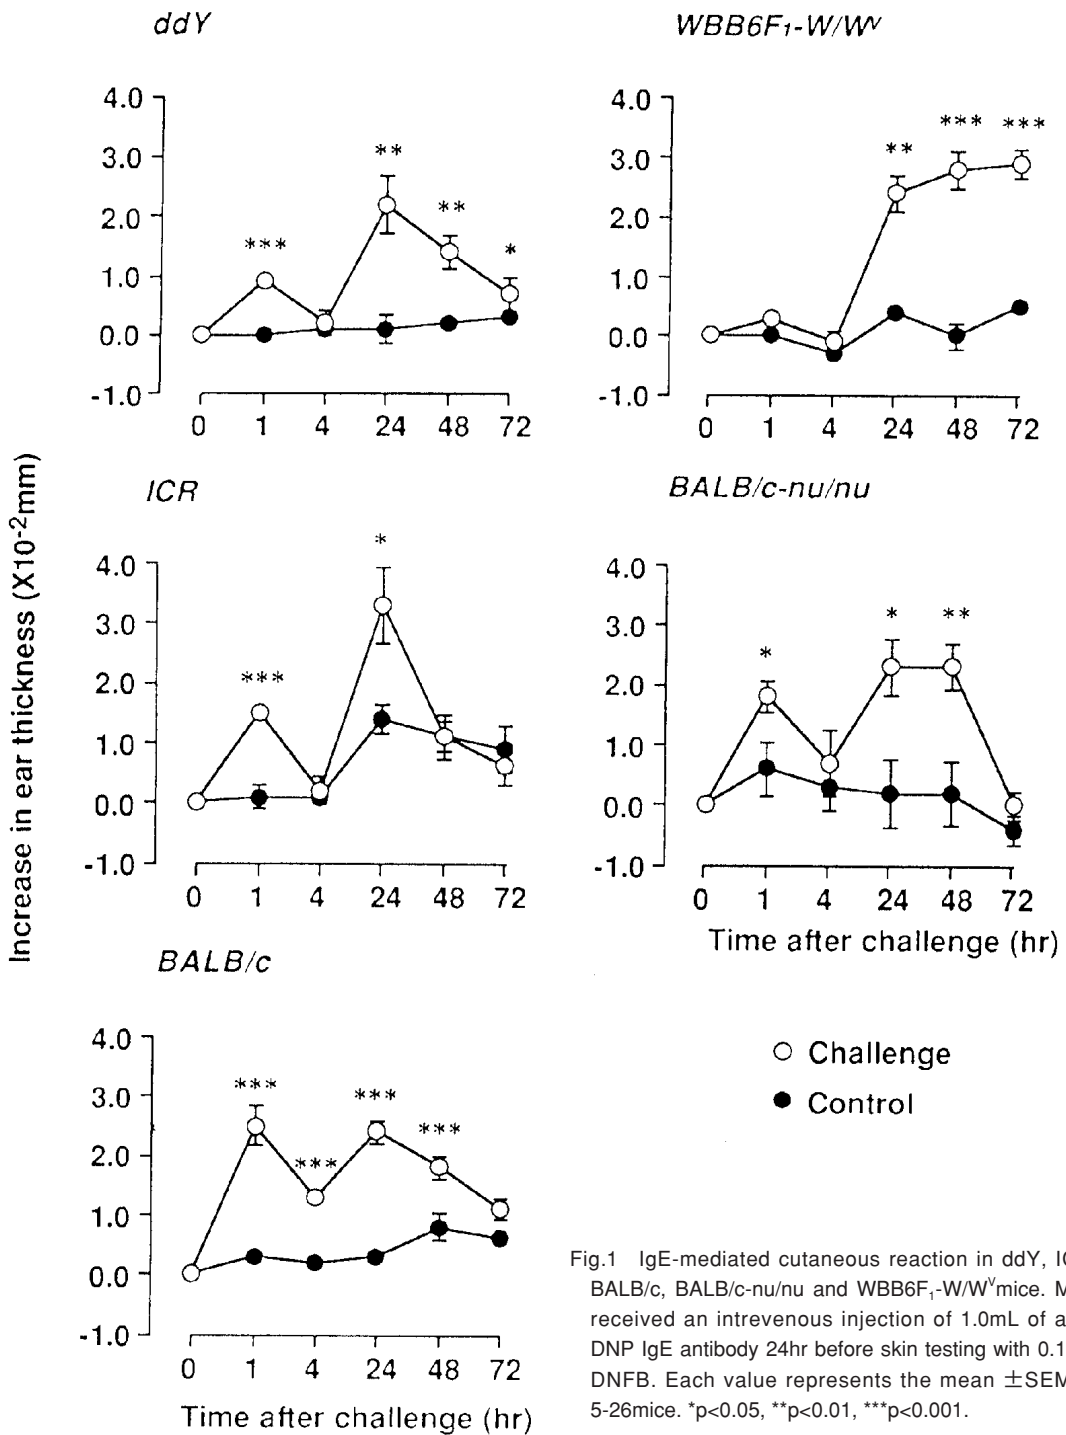 ddY
4.0
3.0
2.0
1.0
0.0
-1.0
***
**
**
*
0 1 4 24 48 72
WBB6F1-W/Wv
4.0
3.0
2.0
1.0
0.0
-1.0
**
***
***
0 1 4 24 48 72
Increase in ear thickness (X10-2mm)
ICR
4.0
3.0
2.0
1.0
0.0
-1.0
***
*
0 1 4 24 48 72
BALB/c-nu/nu
4.0
3.0
2.0
1.0
0.0
-1.0
*
*
**
0 1 4 24 48 72
Time after challenge (hr)
BALB/c
4.0
3.0
2.0
1.0
0.0
-1.0
***
***
***
***
0 1 4 24 48 72
Time after challenge (hr)
Challenge
Control
Fig.1 IgE-mediated cutaneous reaction in ddY,
BALB/c, BALB/c-nu/nu and WBB6F1-W/WVmice.
received an intrevenous injection of 1.0mL of
DNP IgE antibody 24hr before skin testing with
DNFB. Each value represents the mean ±SEM
5-26mice. *p<0.05, **p<0.01, ***p<0.001.